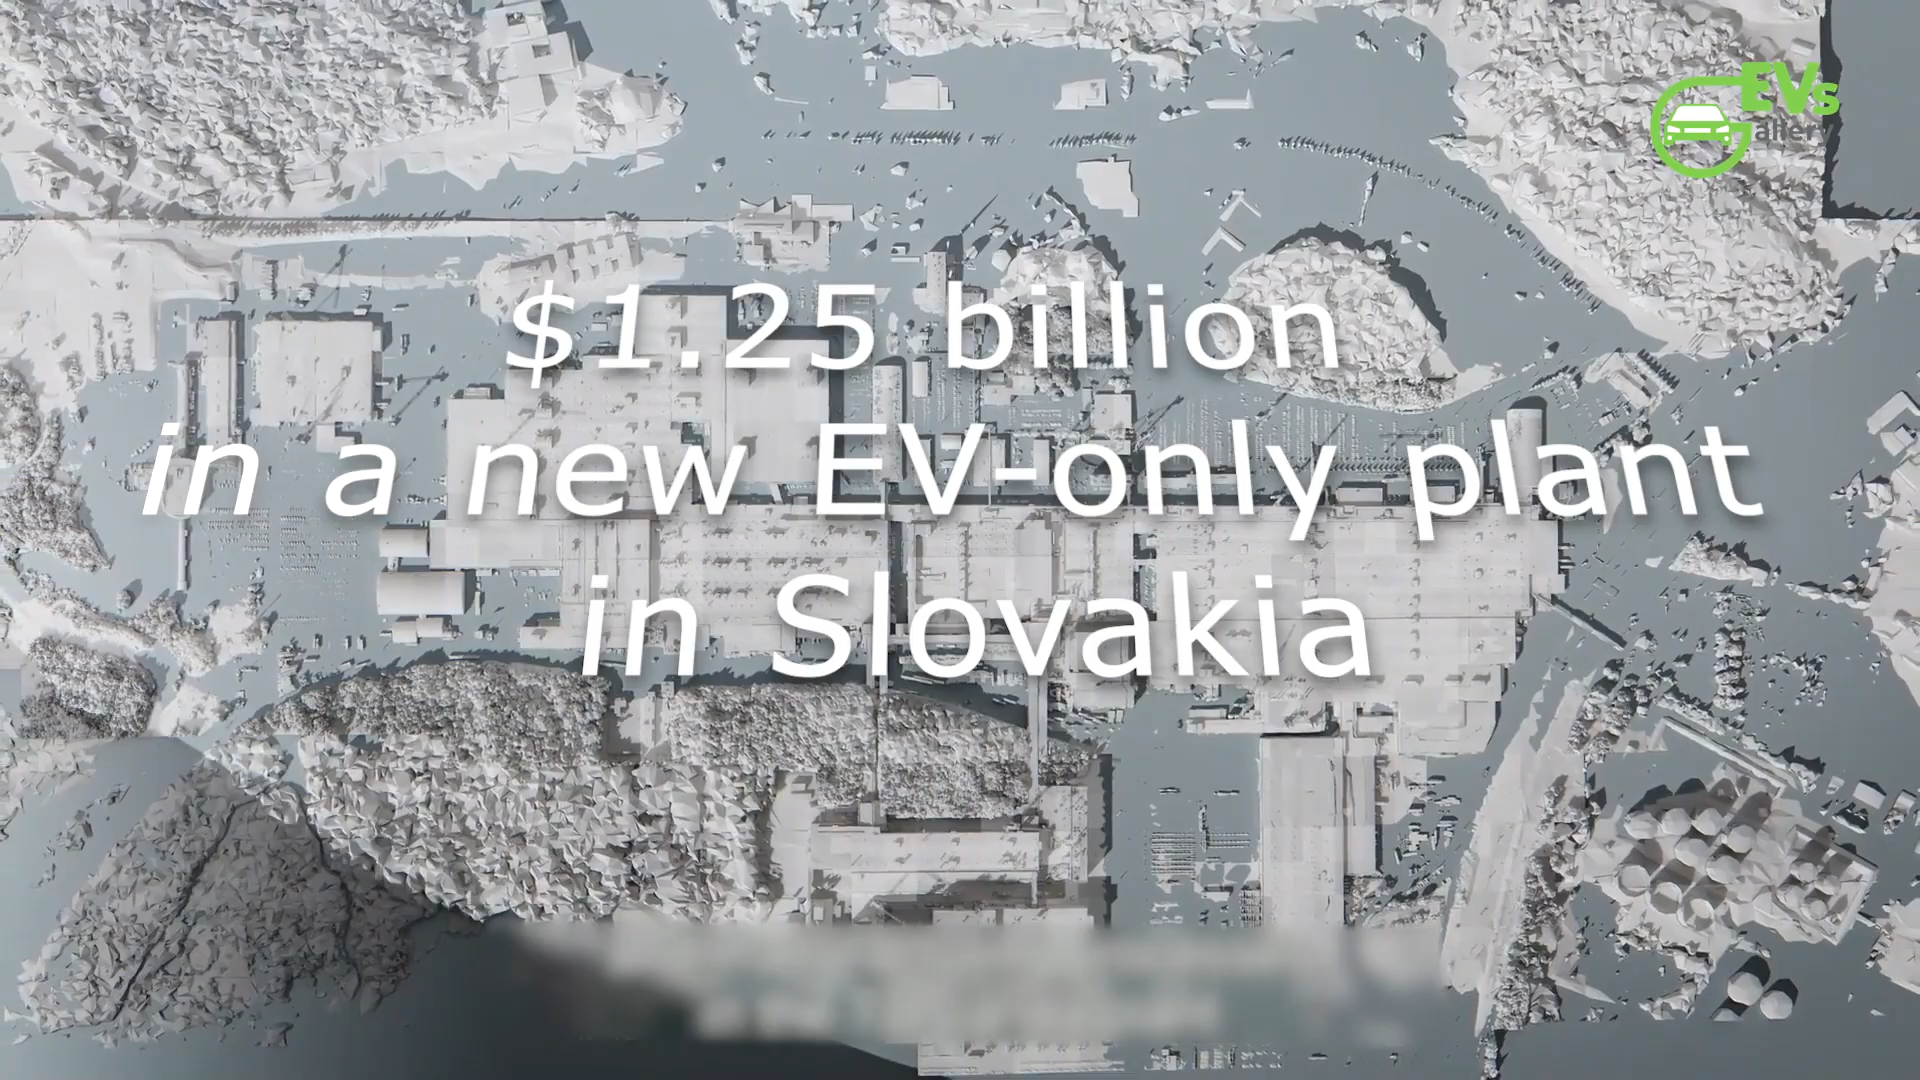 EVs
allery
$1.25 billion
in a new EV-only plant
in Slovakia